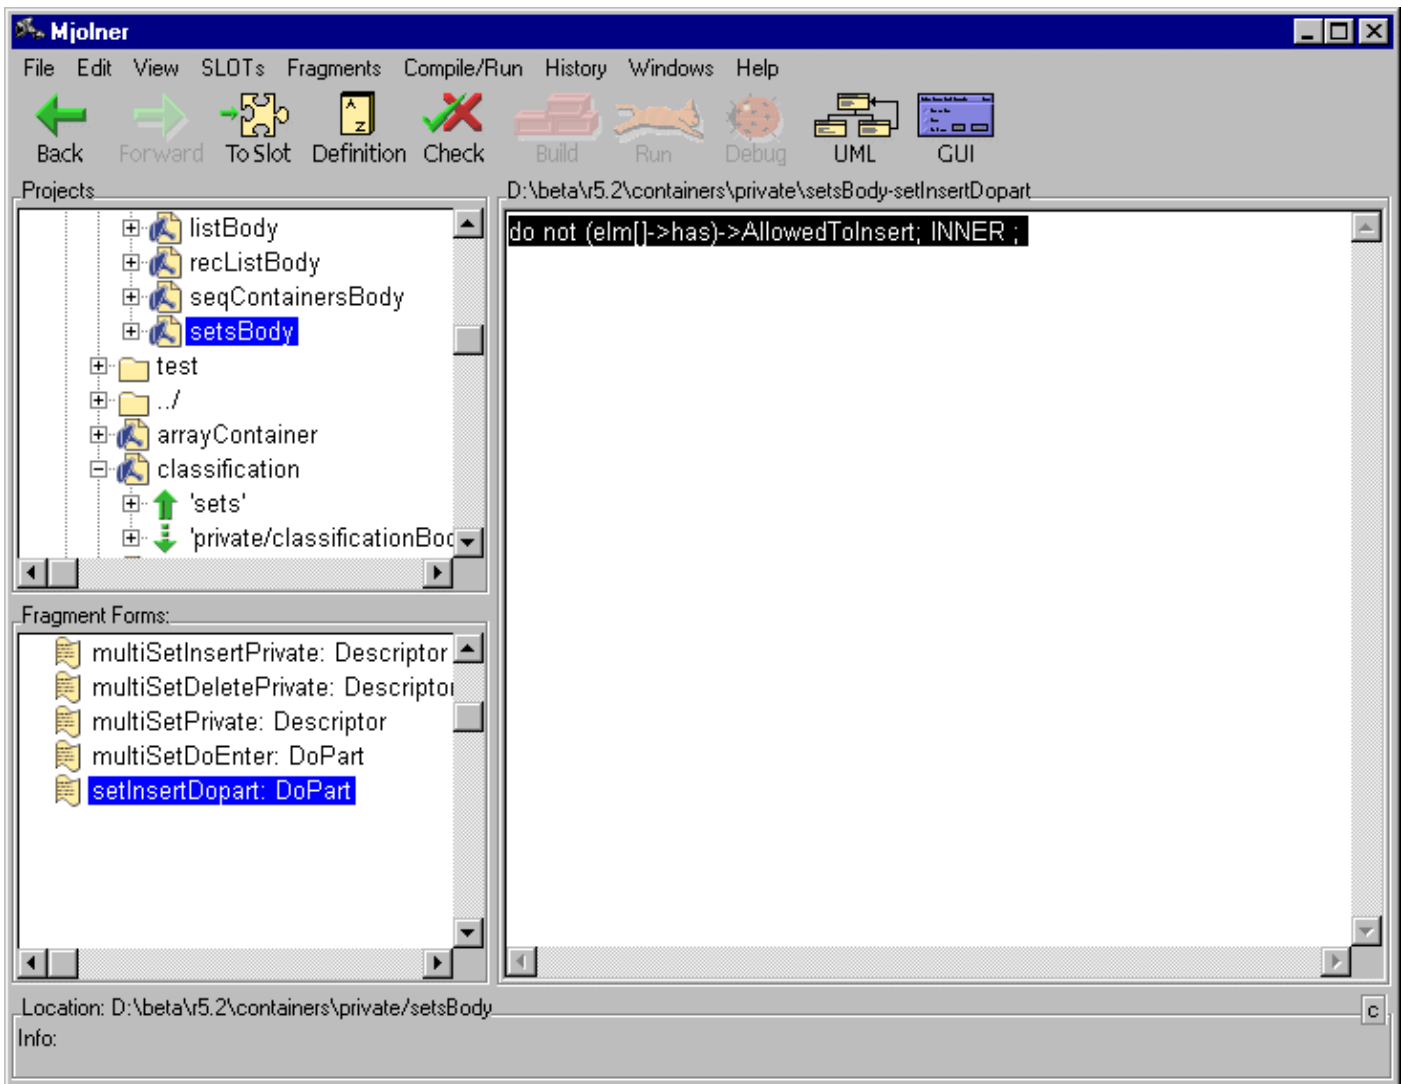 Mjolner
File Edit View SLOTs Fragments Compile/Run History Windows Help
Back Forward To Slot Definition Check Build Run Debug UML GUI
Projects
listBody
recListBody
seqContainersBody
setsBody
test
../
arrayContainer
classification
'sets'
'private/classificationBoc
Fragment Forms:
multiSetInsertPrivate: Descriptor
multiSetDeletePrivate: Descriptor
multiSetPrivate: Descriptor
multiSetDoEnter: DoPart
setInsertDopart: DoPart
D:\beta\r5.2\containers\private\setsBody-setInsertDopart
do not (elm[]->has)->AllowedToInsert; INNER ;
Location: D:\beta\r5.2\containers\private/setsBody
c
Info: